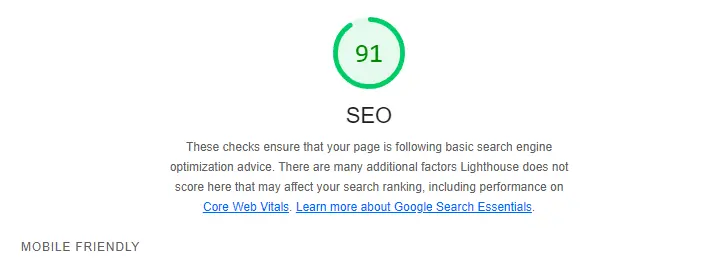 91
SEO
These checks ensure that your page is following basic search engine
optimization advice. There are many additional factors Lighthouse does not
score here that may affect your search ranking, including performance on
Core Web Vitals. Learn more about Google Search Essentials.
MOBILE FRIENDLY